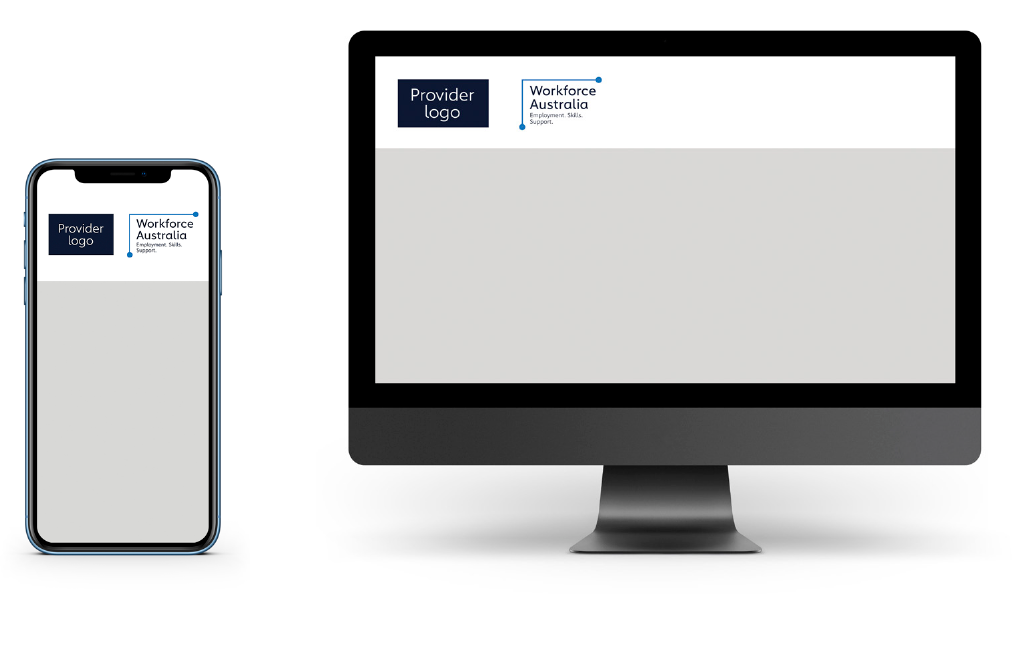 Provider
logo
Workforce
Australia
Employment. Skills.
Support.
Provider
logo
Workforce
Australia
Employment. Skills.
Support.